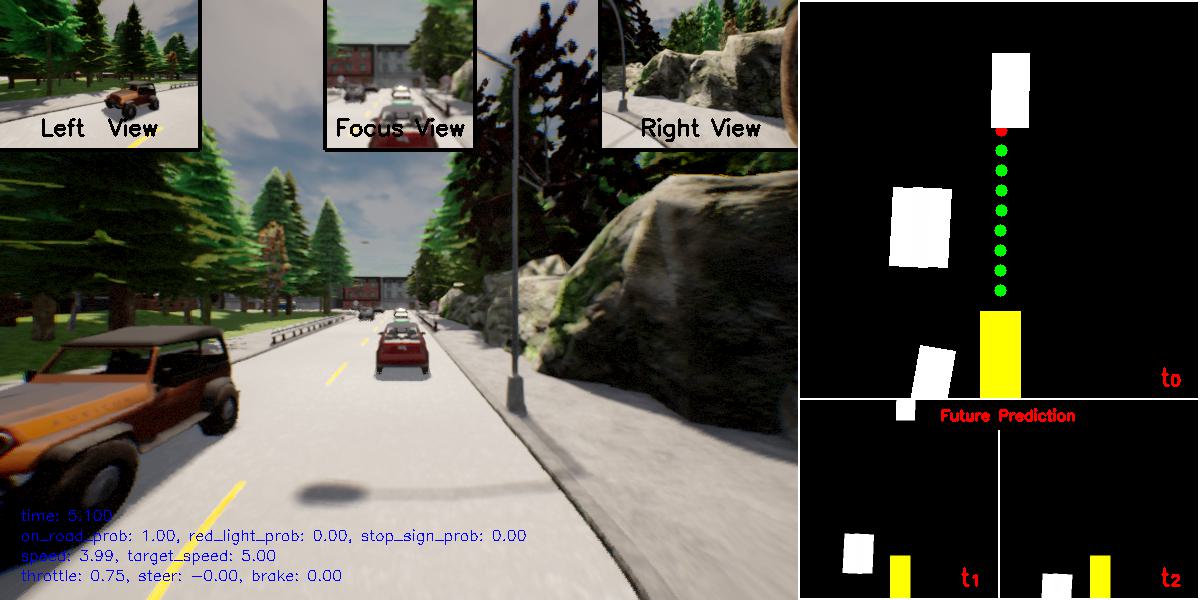 Left View
Focus View
Right View
t0
Future Prediction
time: 5.100
on_road_prob: 1.00, red_light_prob: 0.00, stop_sign_prob: 0.00
speed: 3.99, target_speed: 5.00
throttle: 0.75, steer: −0.00, brake: 0.00
t1
t2